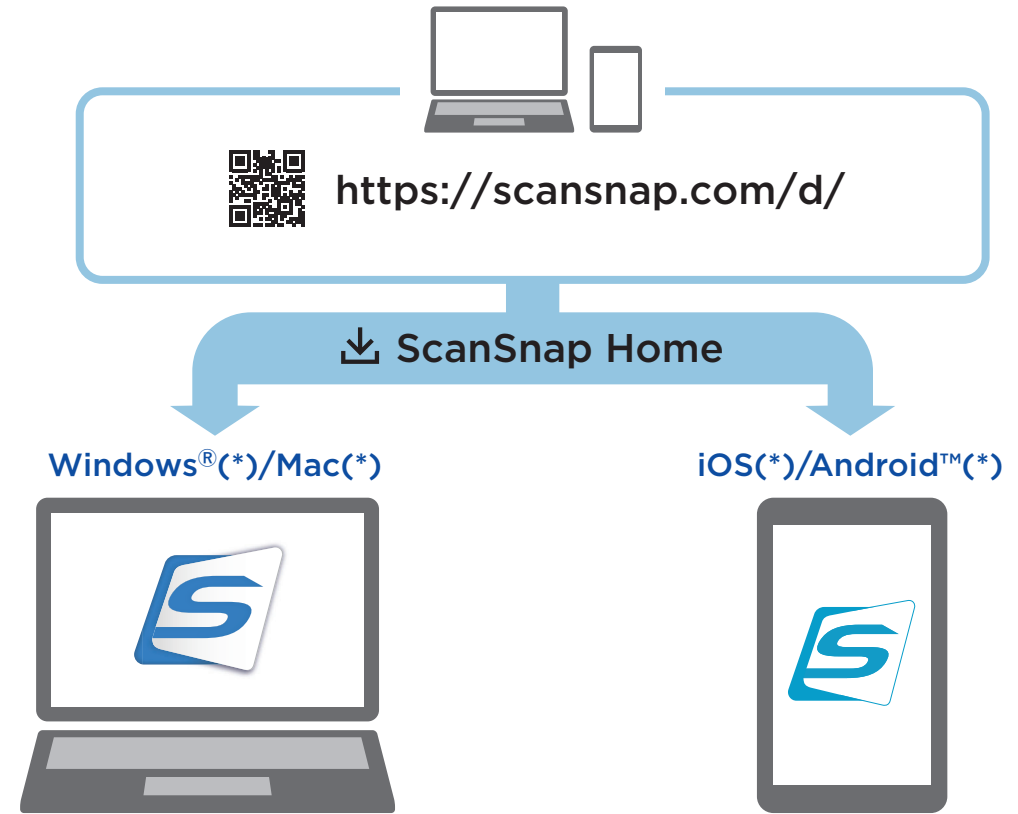 https://scansnap.com/d/
ScanSnap Home
Windows®(*)/Mac(*)
iOS(*)/Android™(*)
S
S